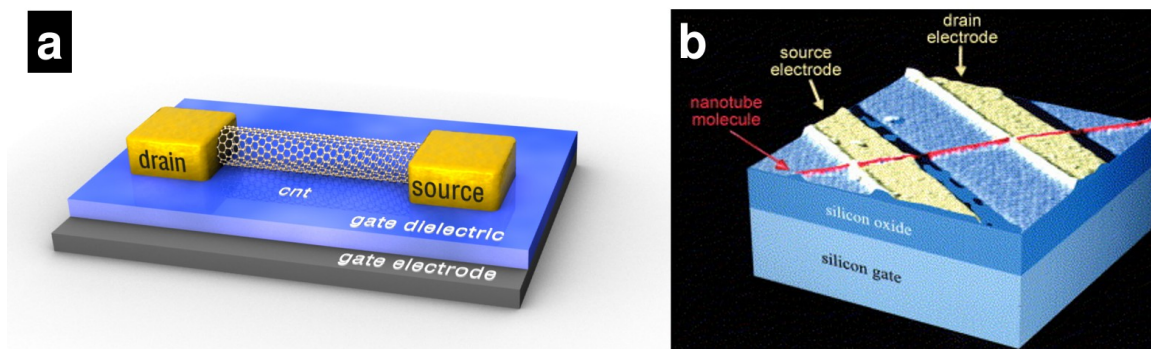 a
drain
source
cnt
gate dielectric
gate electrode
b
drain
electrode
source
electrode
nanotube
molecule
silicon oxide
silicon gate